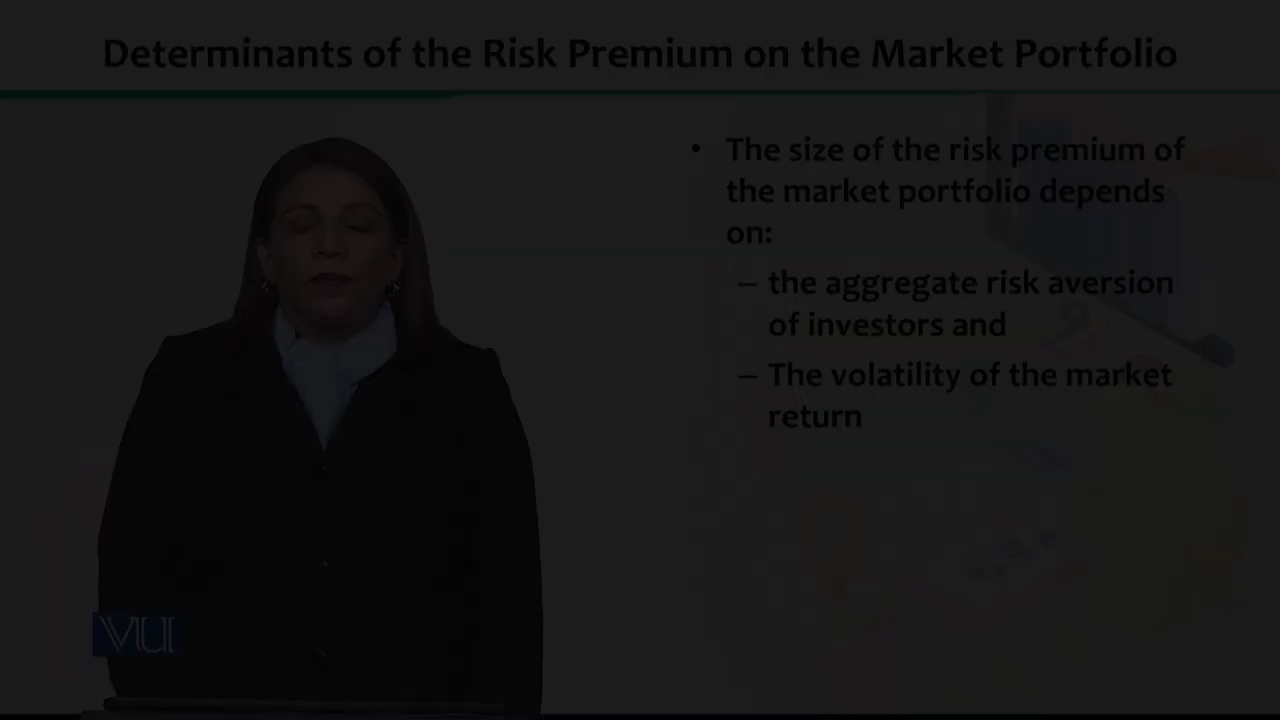 Determinants of the Risk Premium on the Market Portfolio
• The size of the risk premium of
the market portfolio depends
on:
– the aggregate risk aversion
of investors and
– The volatility of the market
return
VU